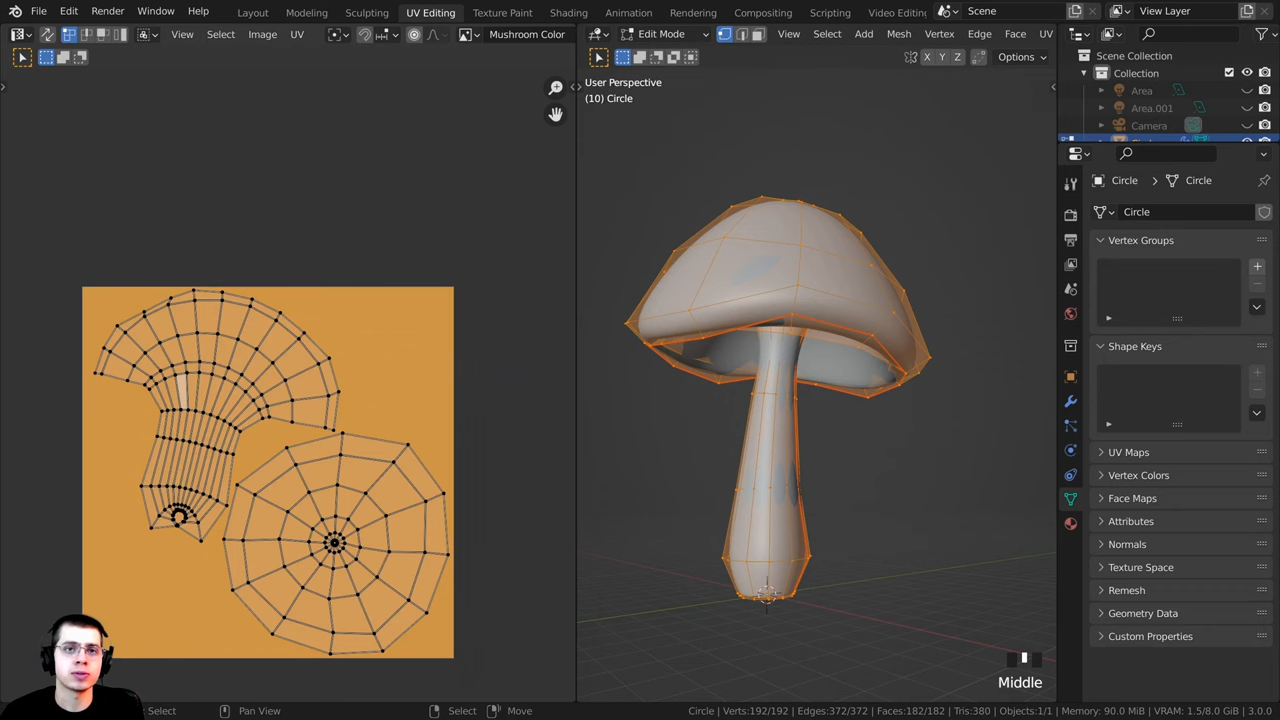 File Edit Render Window Help Layout Modeling Sculpting UV Editing Texture Paint Shading Animation Rendering Compositing Scripting Video Editing Scene View Layer
View Select Image UV Mushroom Color Edit Mode View Select Add Mesh Vertex Edge Face UV
X Y Z Options
Scene Collection
Collection
Area
Area.001
Camera
User Perspective
(10) Circle
Circle > Circle
Circle
Vertex Groups
Shape Keys
UV Maps
Vertex Colors
Face Maps
Attributes
Normals
Texture Space
Remesh
Geometry Data
Custom Properties
Middle
Select Pan View Select Move Circle | Verts:192/192 | Edges:372/372 | Faces:182/182 | Tris:380 | Objects:1/1 | Memory: 90.0 MiB | VRAM: 1.5/8.0 GiB | 3.0.0